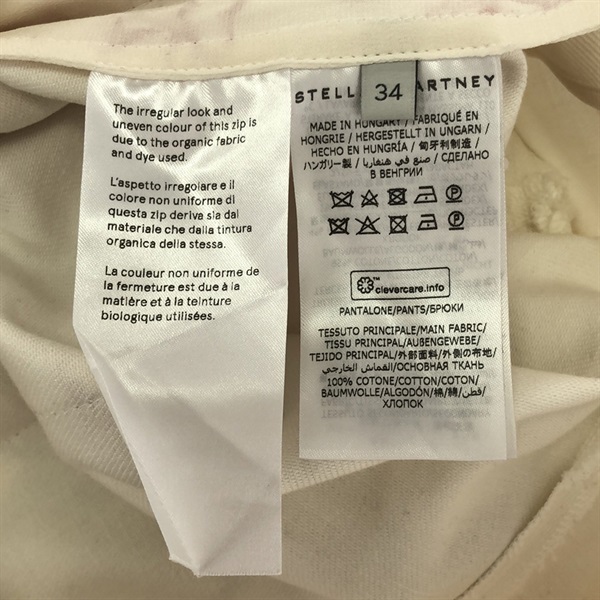 The irregular look and
uneven colour of this zip is
due to the organic fabric
and dye used.
L'aspetto irregolare e il
colore non uniforme di
questa zip deriva sia dal
materiale che dalla tintura
organica della stessa.
La couleur non uniforme de
la fermeture est due à la
matière et à la teinture
biologique utilisées.
STELL ARTNEY
34
MADE IN HUNGARY / FABRIQUÉ EN
HONGRIE / HERGESTELLT IN UNGARN /
HECHO EN HUNGRÍA / 匈牙利制造 /
ハンガリー製 / صنع في هنغاريا / СДЕЛАНО
В ВЕНГРИИ
clevercare.info
PANTALONE/PANTS/БРЮКИ
TESSUTO PRINCIPALE/MAIN FABRIC/
TISSU PRINCIPAL/AUßENGEWEBE/
TEJIDO PRINCIPAL/外部面料/外側の布地/
القماش الخارجي/ОСНОВНАЯ ТКАНЬ
100% COTONE/COTTON/COTON/
BAUMWOLLE/ALGODÓN/棉/綿/قطن/
ХЛОПОК